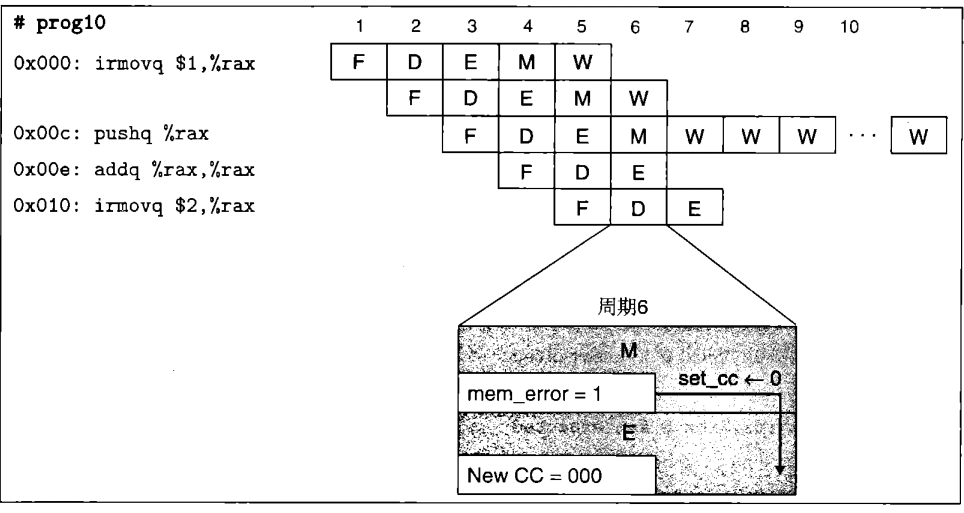 # prog10 1 2 3 4 5 6 7 8 9 10
0x000: irmovq $1,%rax F D E M W
F D E M W
0x00c: pushq %rax F D E M W W W ... W
0x00e: addq %rax,%rax F D E
0x010: irmovq $2,%rax F D E
周期6
M
set_cc ← 0
mem_error = 1
E
New CC = 000